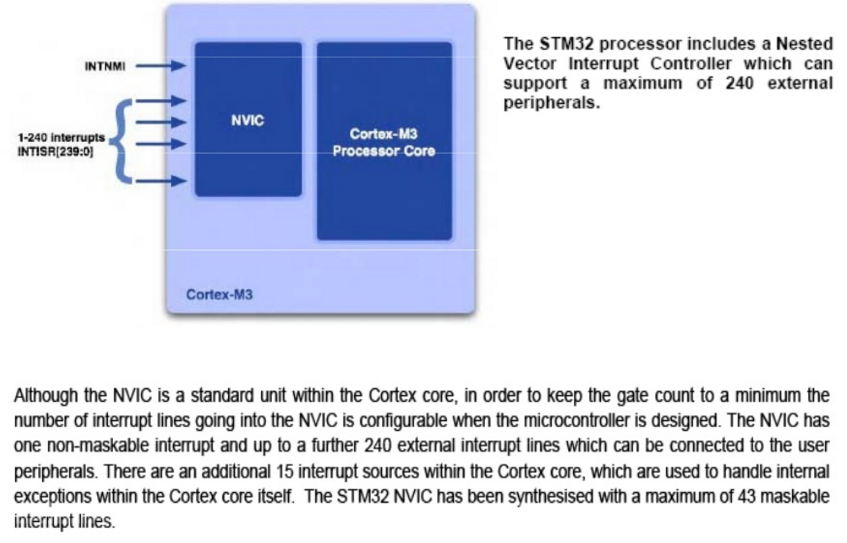 INTNMI
1-240 interrupts
INTISR[239:0]
NVIC
Cortex-M3
Processor Core
Cortex-M3
The STM32 processor includes a Nested
Vector Interrupt Controller which can
support a maximum of 240 external
peripherals.
Although the NVIC is a standard unit within the Cortex core, in order to keep the gate count to a minimum the
number of interrupt lines going into the NVIC is configurable when the microcontroller is designed. The NVIC has
one non-maskable interrupt and up to a further 240 external interrupt lines which can be connected to the user
peripherals. There are an additional 15 interrupt sources within the Cortex core, which are used to handle internal
exceptions within the Cortex core itself. The STM32 NVIC has been synthesised with a maximum of 43 maskable
interrupt lines.